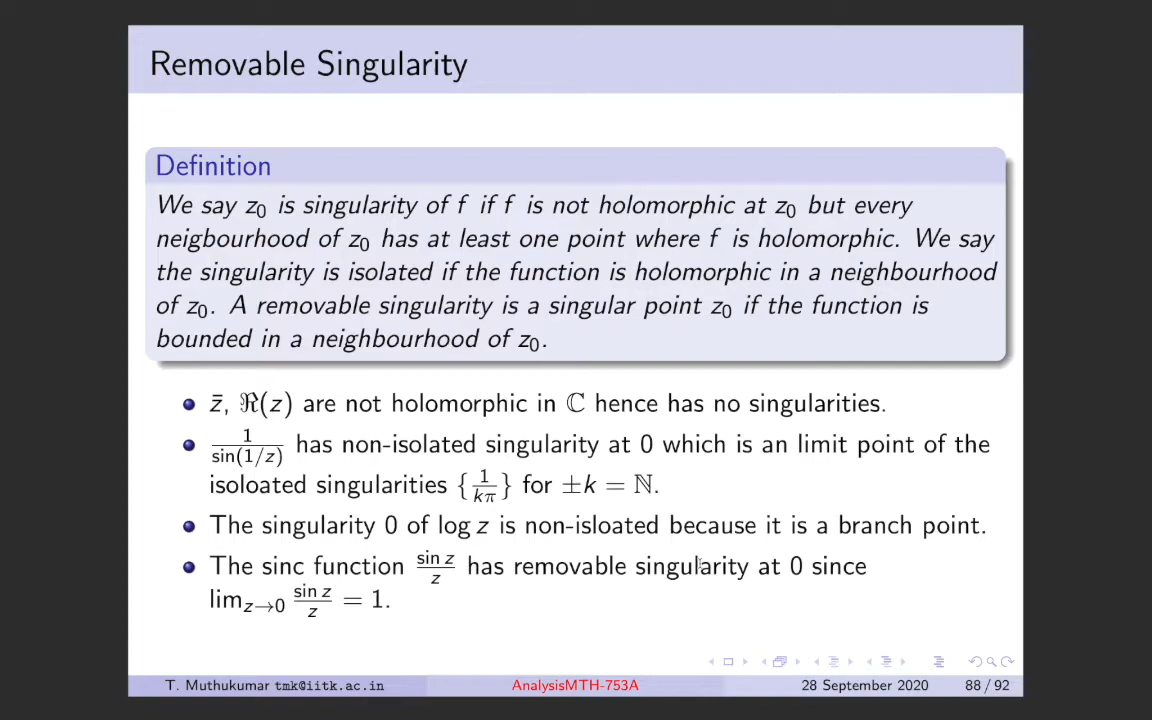 Removable Singularity
Definition
We say z₀ is singularity of f if f is not holomorphic at z₀ but every
neigbourhood of z₀ has at least one point where f is holomorphic. We say
the singularity is isolated if the function is holomorphic in a neighbourhood
of z₀. A removable singularity is a singular point z₀ if the function is
bounded in a neighbourhood of z₀.
z̄, ℜ(z) are not holomorphic in ℂ hence has no singularities.
1/sin(1/z) has non-isolated singularity at 0 which is an limit point of the
isoloated singularities {1/kπ} for ±k = ℕ.
The singularity 0 of log z is non-isloated because it is a branch point.
The sinc function sin z/z has removable singularity at 0 since
lim z→0 sin z/z = 1.
T. Muthukumar tmk@iitk.ac.in AnalysisMTH-753A 28 September 2020 88 / 92